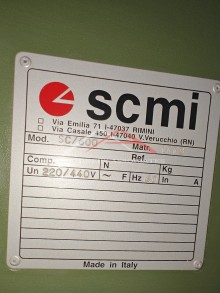 scmi
Via Emilia 71 I-47037 RIMINI
Via Casale 450 I-47040 V.Verucchio (RN)
Mod. Matr.
Ref.
Comp. N Kg
Un 220/440V ~ F Hz In A
Made in Italy